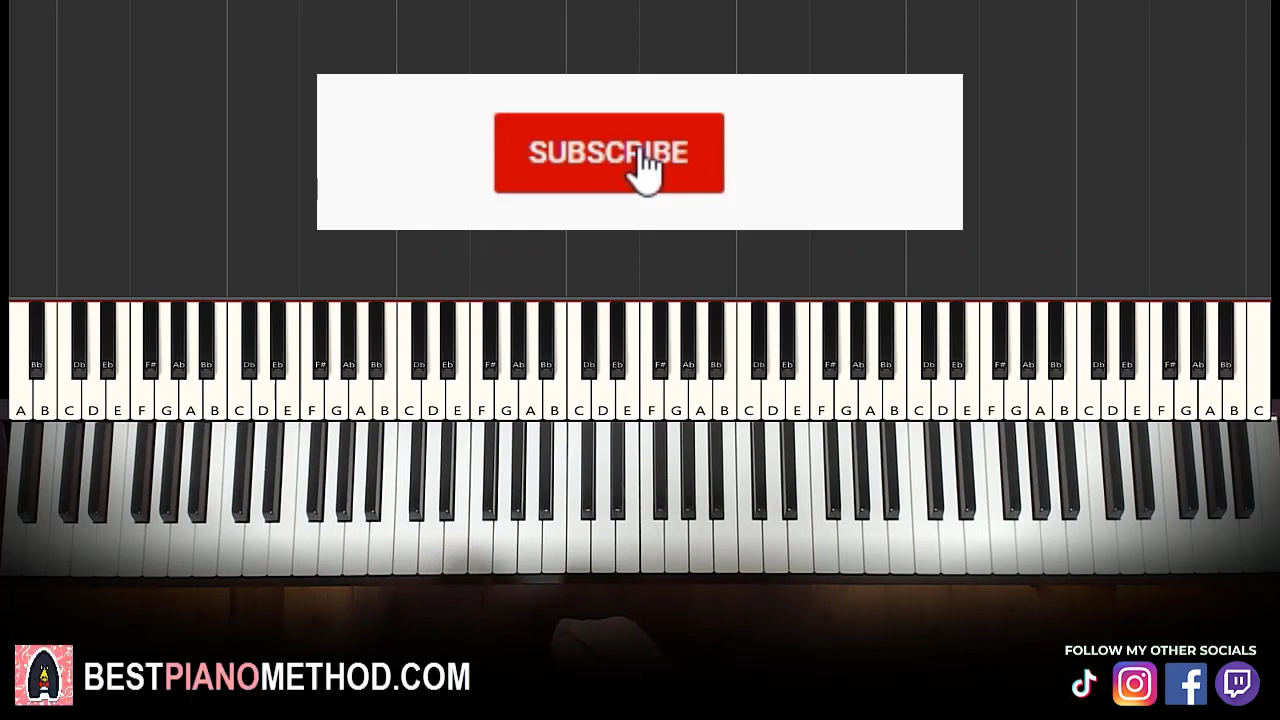 SUBSCRIBE
Bb Db Eb F# Ab Bb Db Eb F# Ab Bb Db Eb F# Ab Bb Db Eb F# Ab Bb Db Eb F# Ab Bb Db Eb F# Ab Bb Db Eb F# Ab Bb
A B C D E F G A B C D E F G A B C D E F G A B C D E F G A B C D E F G A B C D E F G A B C D E F G A B C
FOLLOW MY OTHER SOCIALS
BESTPIANOMETHOD.COM